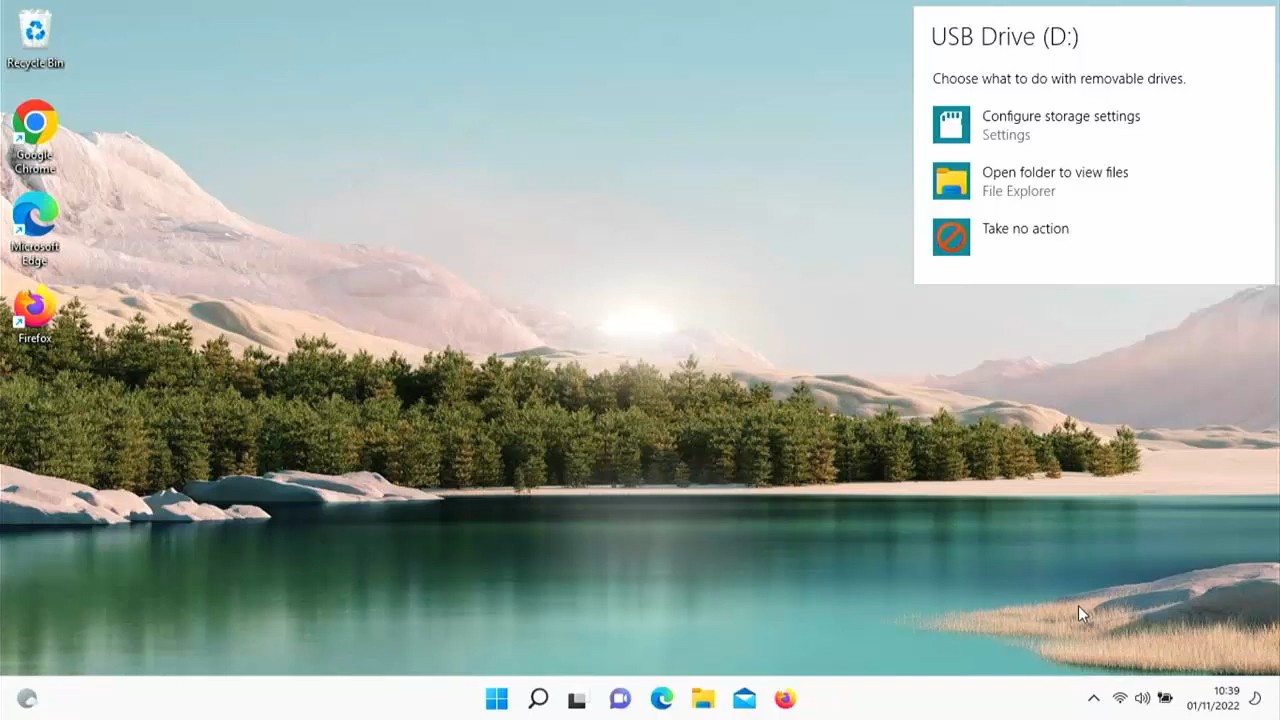 Recycle Bin
Google
Chrome
Microsoft
Edge
Firefox
USB Drive (D:)
Choose what to do with removable drives.
Configure storage settings
Settings
Open folder to view files
File Explorer
Take no action
10:39
01/11/2022